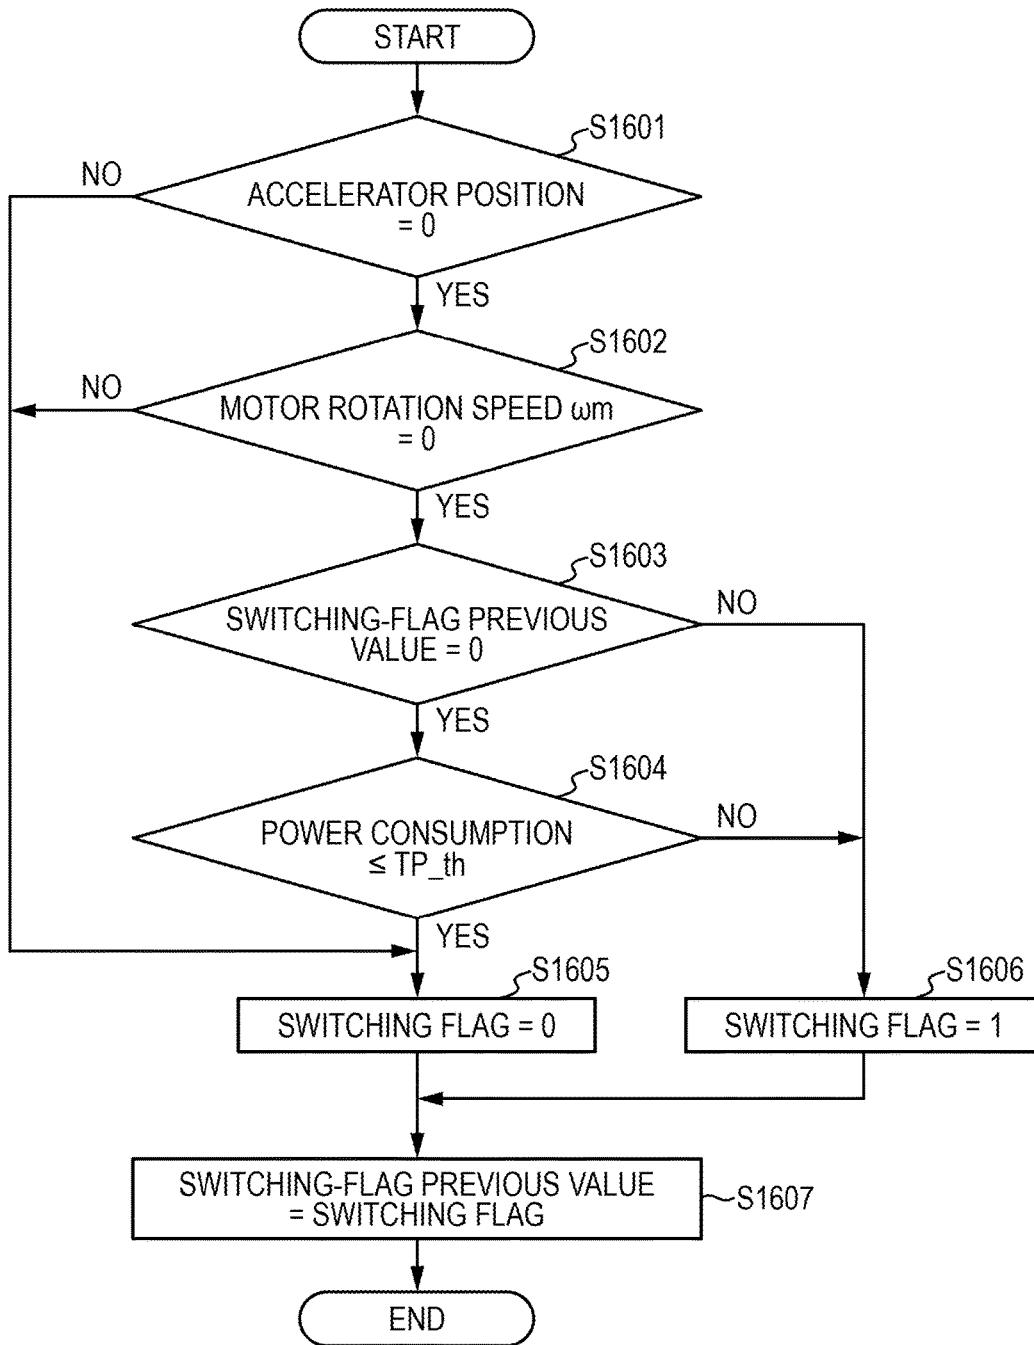 START
S1601
NO
ACCELERATOR POSITION
= 0
YES
S1602
NO
MOTOR ROTATION SPEED ωm
= 0
YES
S1603
NO
SWITCHING-FLAG PREVIOUS
VALUE = 0
YES
S1604
NO
POWER CONSUMPTION
≤ TP_th
YES
S1605
S1606
SWITCHING FLAG = 0
SWITCHING FLAG = 1
SWITCHING-FLAG PREVIOUS VALUE
= SWITCHING FLAG
S1607
END